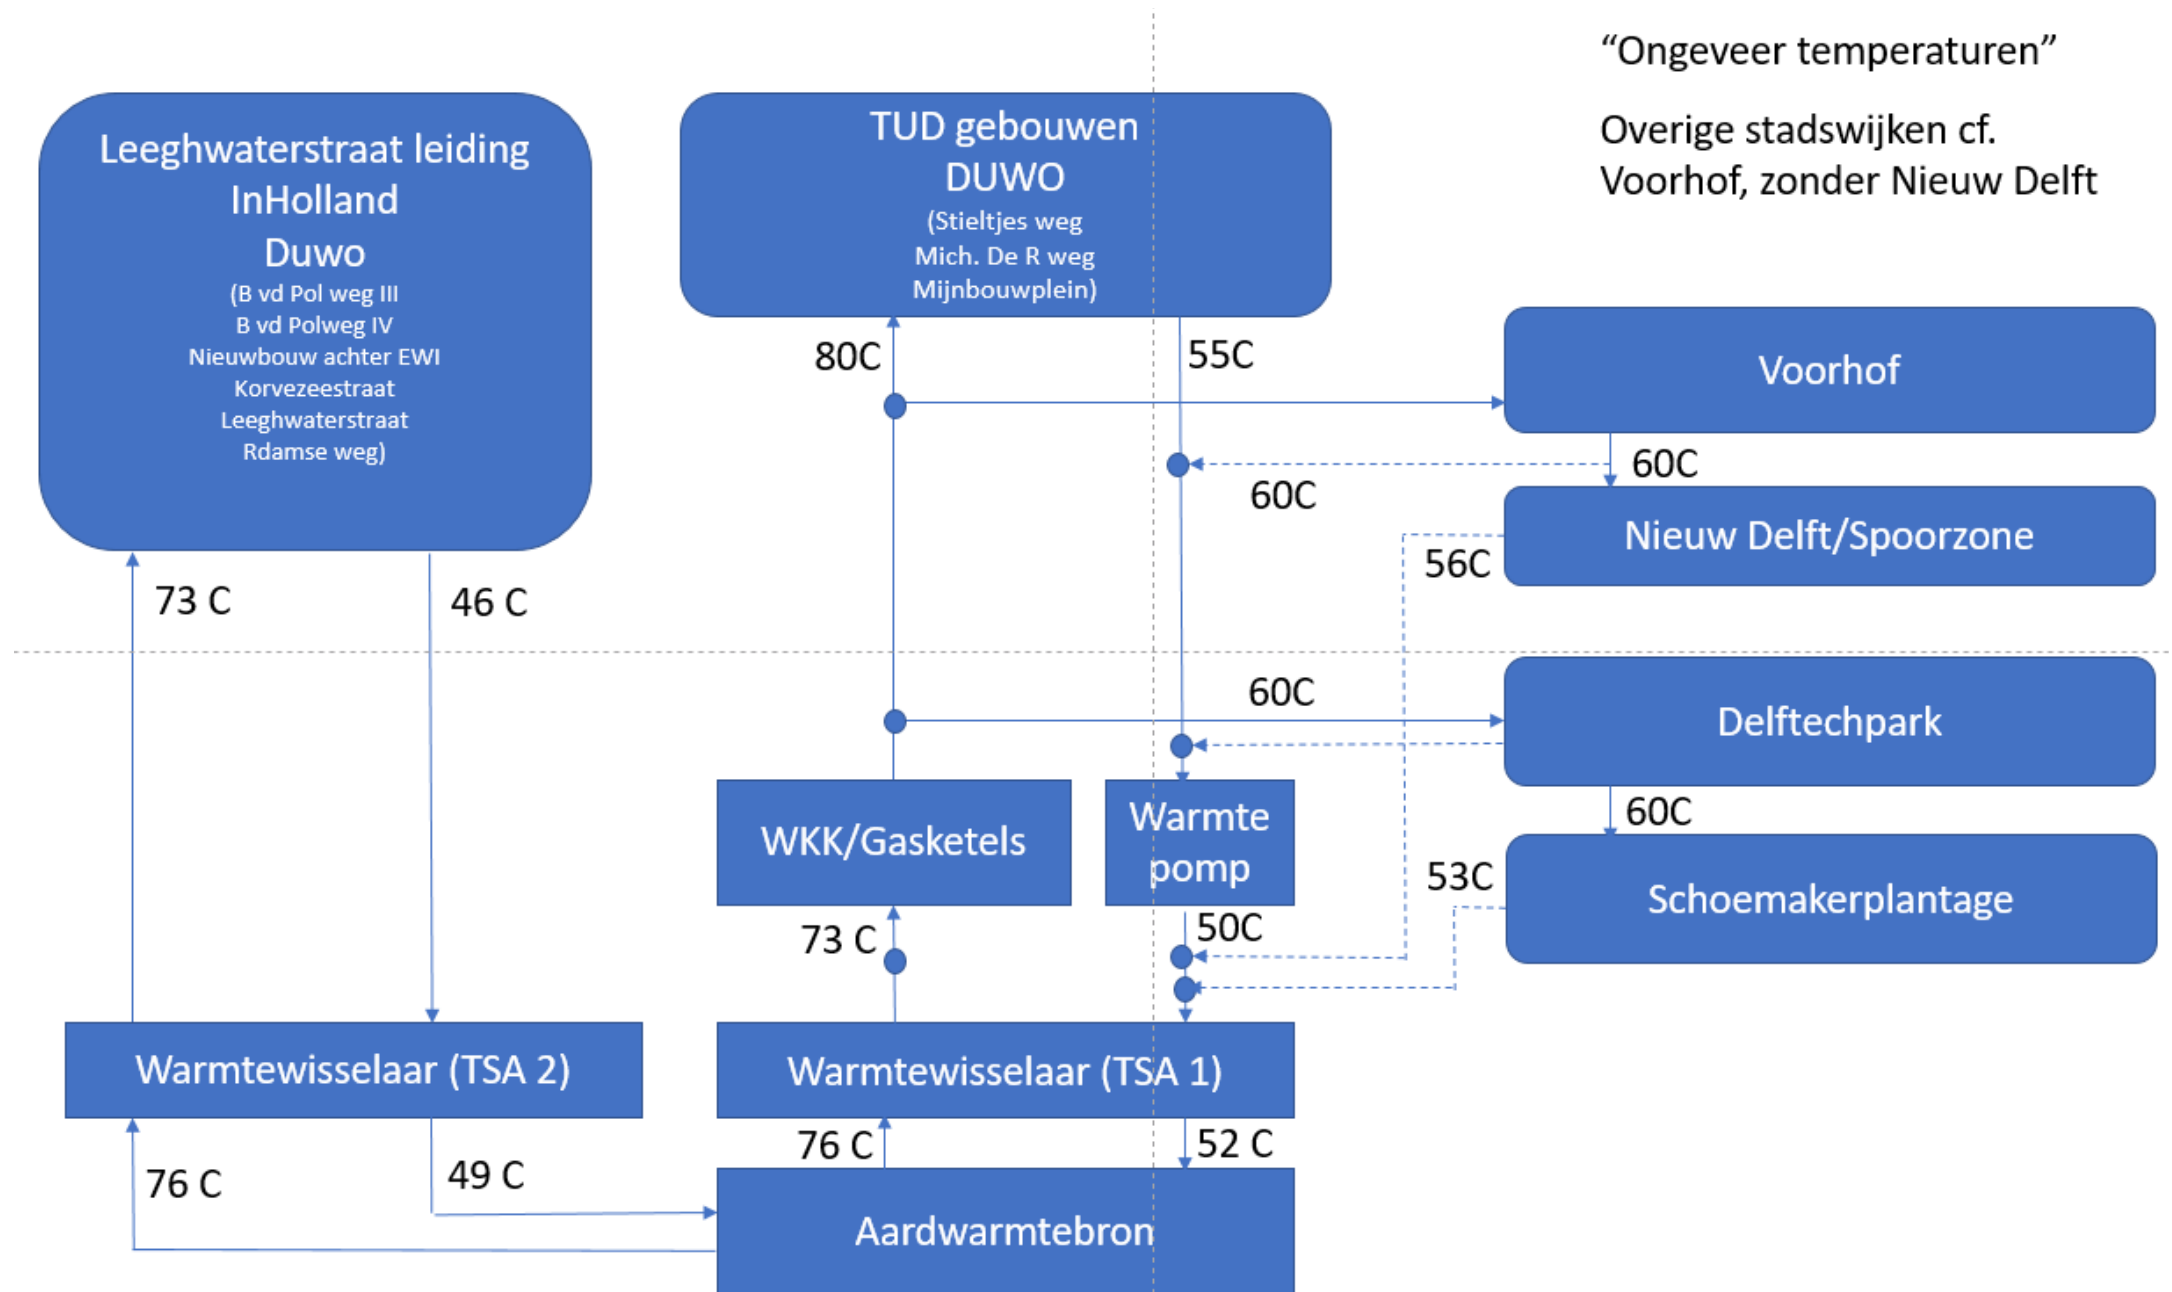 “Ongeveer temperaturen”
Overige stadswijken cf.
Voorhof, zonder Nieuw Delft
Leeghwaterstraat leiding
InHolland
Duwo
(B vd Pol weg III
B vd Polweg IV
Nieuwbouw achter EWI
Korvezeestraat
Leeghwaterstraat
Rdamse weg)
TUD gebouwen
DUWO
(Stieltjes weg
Mich. De R weg
Mijnbouwplein)
80C
55C
Voorhof
60C
60C
Nieuw Delft/Spoorzone
56C
73 C
46 C
60C
Delftechpark
60C
WKK/Gasketels
Warmte
pomp
53C
Schoemakerplantage
73 C
50C
Warmtewisselaar (TSA 2)
Warmtewisselaar (TSA 1)
76 C
52 C
76 C
49 C
Aardwarmtebron